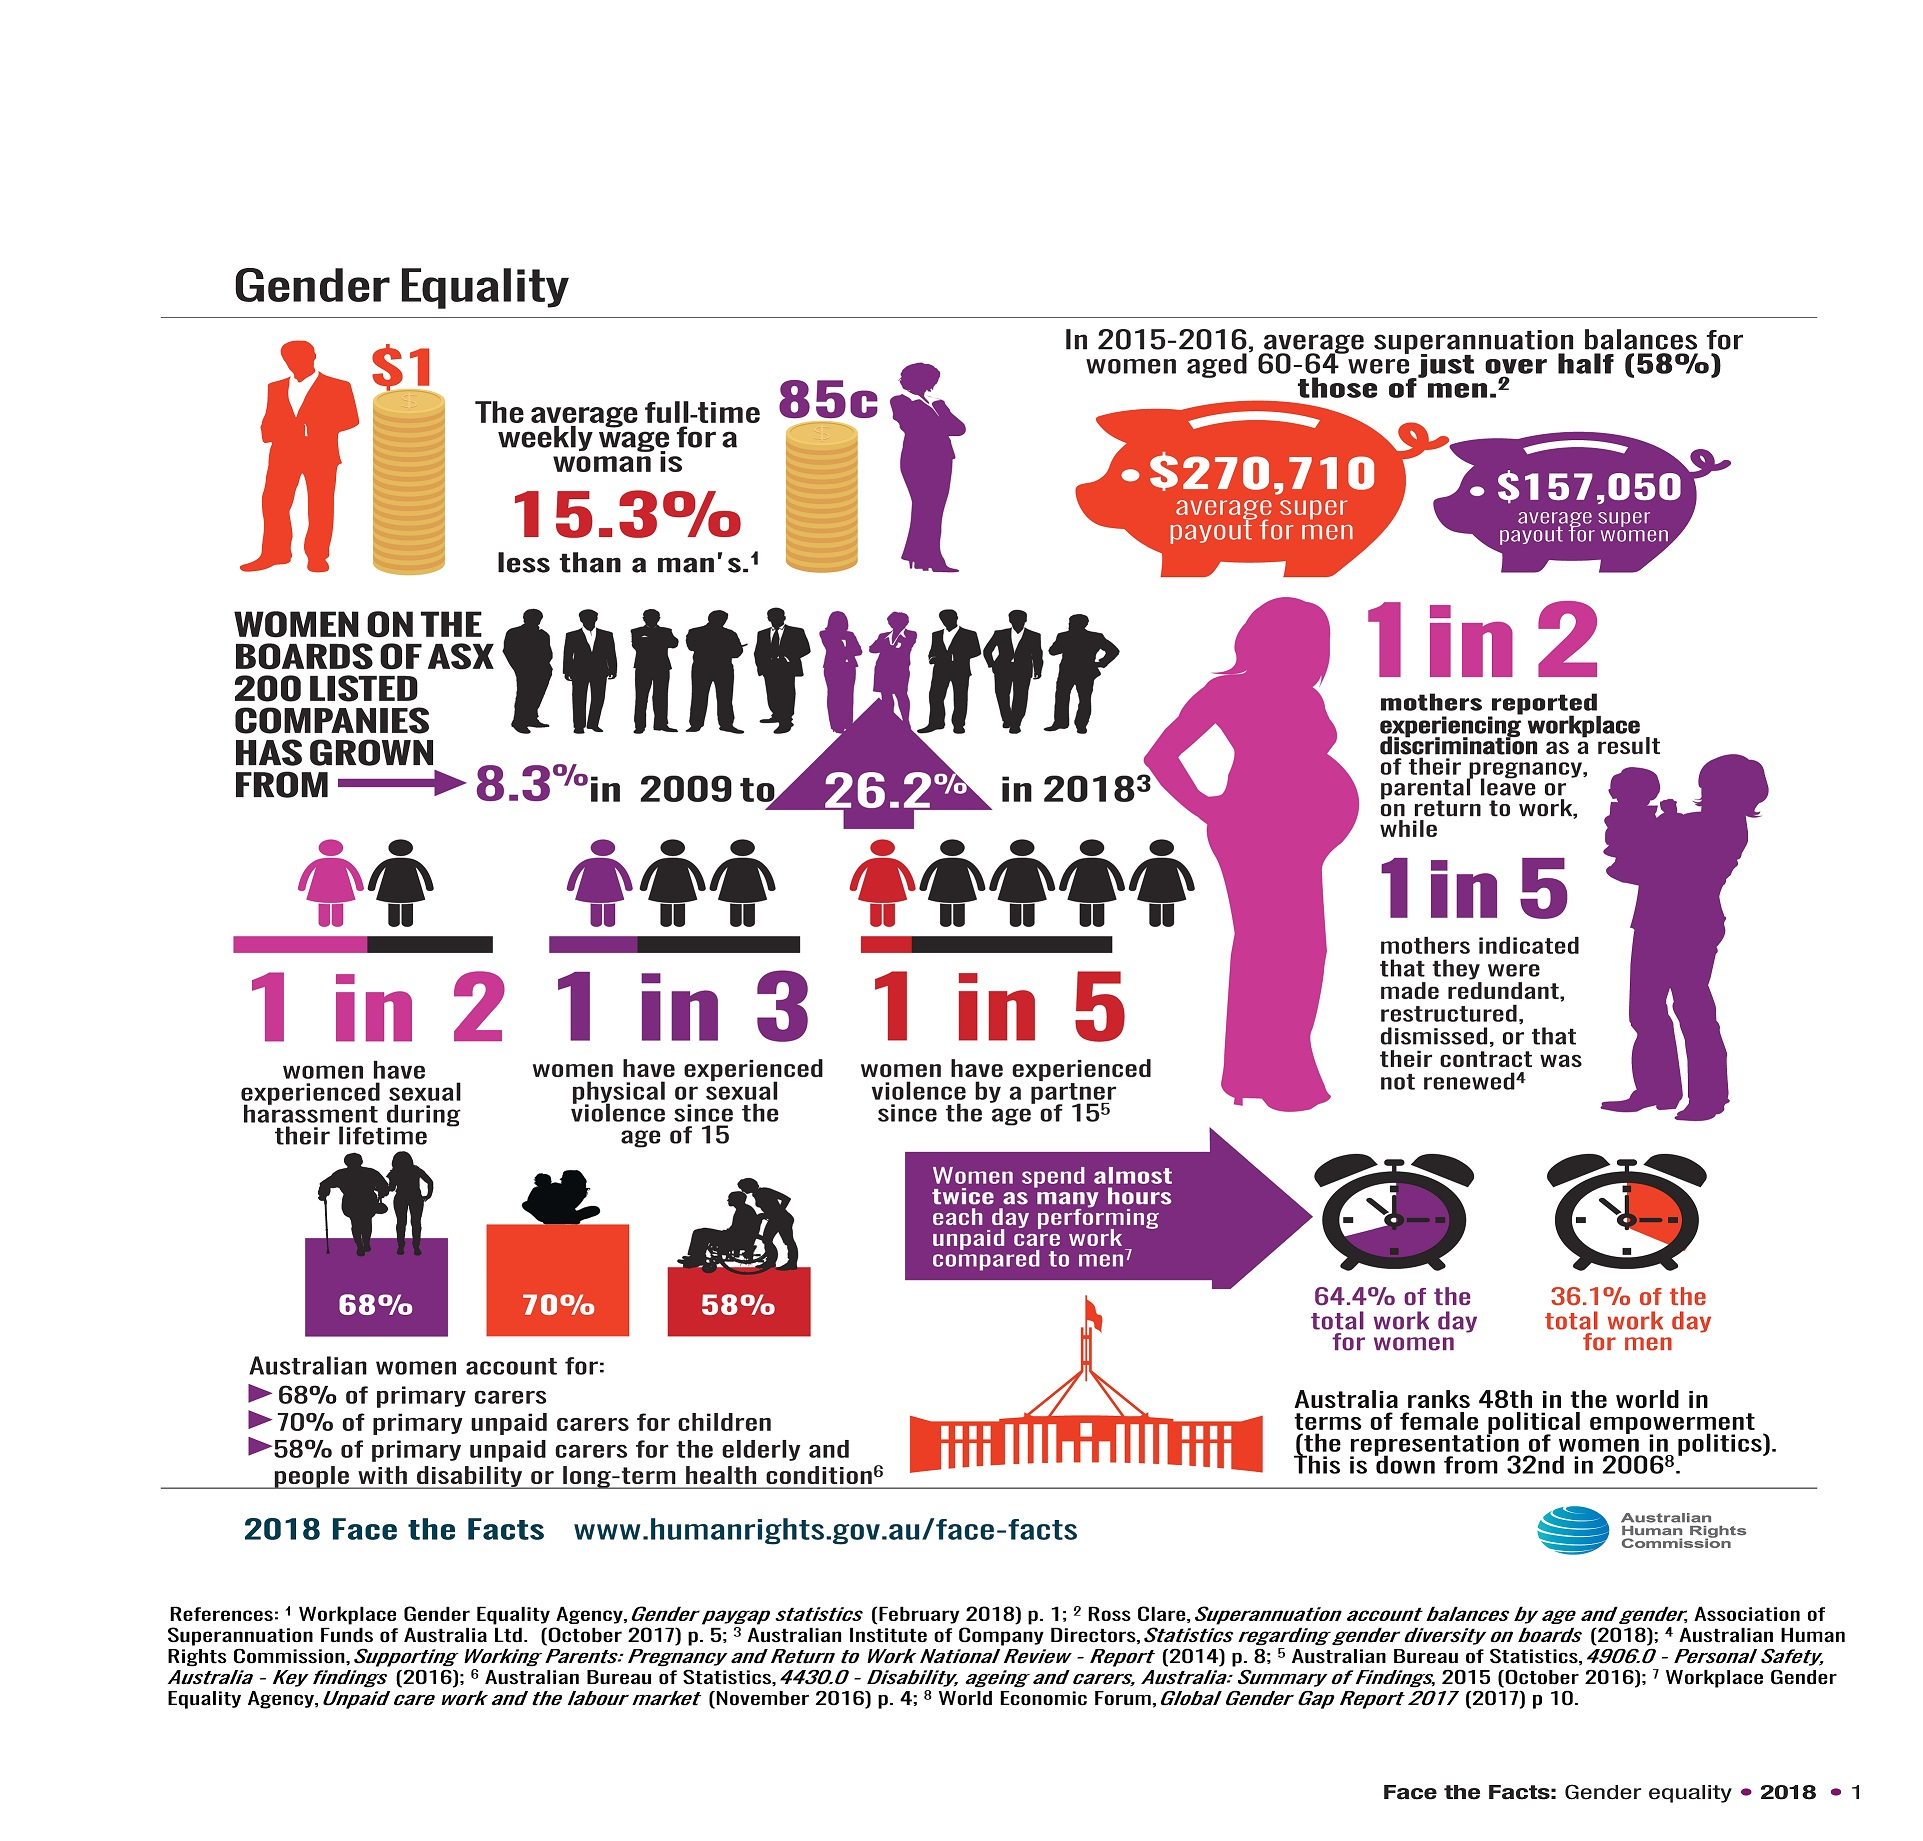 Gender Equality
$1
The average full-time
weekly wage for a
woman is
15.3%
less than a man's.¹
85c
In 2015-2016, average superannuation balances for
women aged 60-64 were just over half (58%)
those of men.²
$270,710
average super
payout for men
$157,050
average super
payout for women
WOMEN ON THE
BOARDS OF ASX
200 LISTED
COMPANIES
HAS GROWN
FROM
8.3% in 2009 to 26.2% in 2018³
1 in 2
mothers reported
experiencing workplace
discrimination as a result
of their pregnancy,
parental leave or
on return to work,
while
1 in 5
mothers indicated
that they were
made redundant,
restructured,
dismissed, or that
their contract was
not renewed⁴
1 in 2
women have
experienced sexual
harassment during
their lifetime
1 in 3
women have experienced
physical or sexual
violence since the
age of 15
1 in 5
women have experienced
violence by a partner
since the age of 15⁵
68%
70%
58%
Australian women account for:
68% of primary carers
70% of primary unpaid carers for children
58% of primary unpaid carers for the elderly and
people with disability or long-term health condition⁶
Women spend almost
twice as many hours
each day performing
unpaid care work
compared to men⁷
64.4% of the
total work day
for women
36.1% of the
total work day
for men
Australia ranks 48th in the world in
terms of female political empowerment
(the representation of women in politics).
This is down from 32nd in 2006⁸.
2018 Face the Facts www.humanrights.gov.au/face-facts
Australian
Human Rights
Commission
References: ¹ Workplace Gender Equality Agency, Gender paygap statistics (February 2018) p. 1; ² Ross Clare, Superannuation account balances by age and gender, Association of
Superannuation Funds of Australia Ltd. (October 2017) p. 5; ³ Australian Institute of Company Directors, Statistics regarding gender diversity on boards (2018); ⁴ Australian Human
Rights Commission, Supporting Working Parents: Pregnancy and Return to Work National Review - Report (2014) p. 8; ⁵ Australian Bureau of Statistics, 4906.0 - Personal Safety,
Australia - Key findings (2016); ⁶ Australian Bureau of Statistics, 4430.0 - Disability, ageing and carers, Australia: Summary of Findings, 2015 (October 2016); ⁷ Workplace Gender
Equality Agency, Unpaid care work and the labour market (November 2016) p. 4; ⁸ World Economic Forum, Global Gender Gap Report 2017 (2017) p 10.
Face the Facts: Gender equality • 2018 • 1